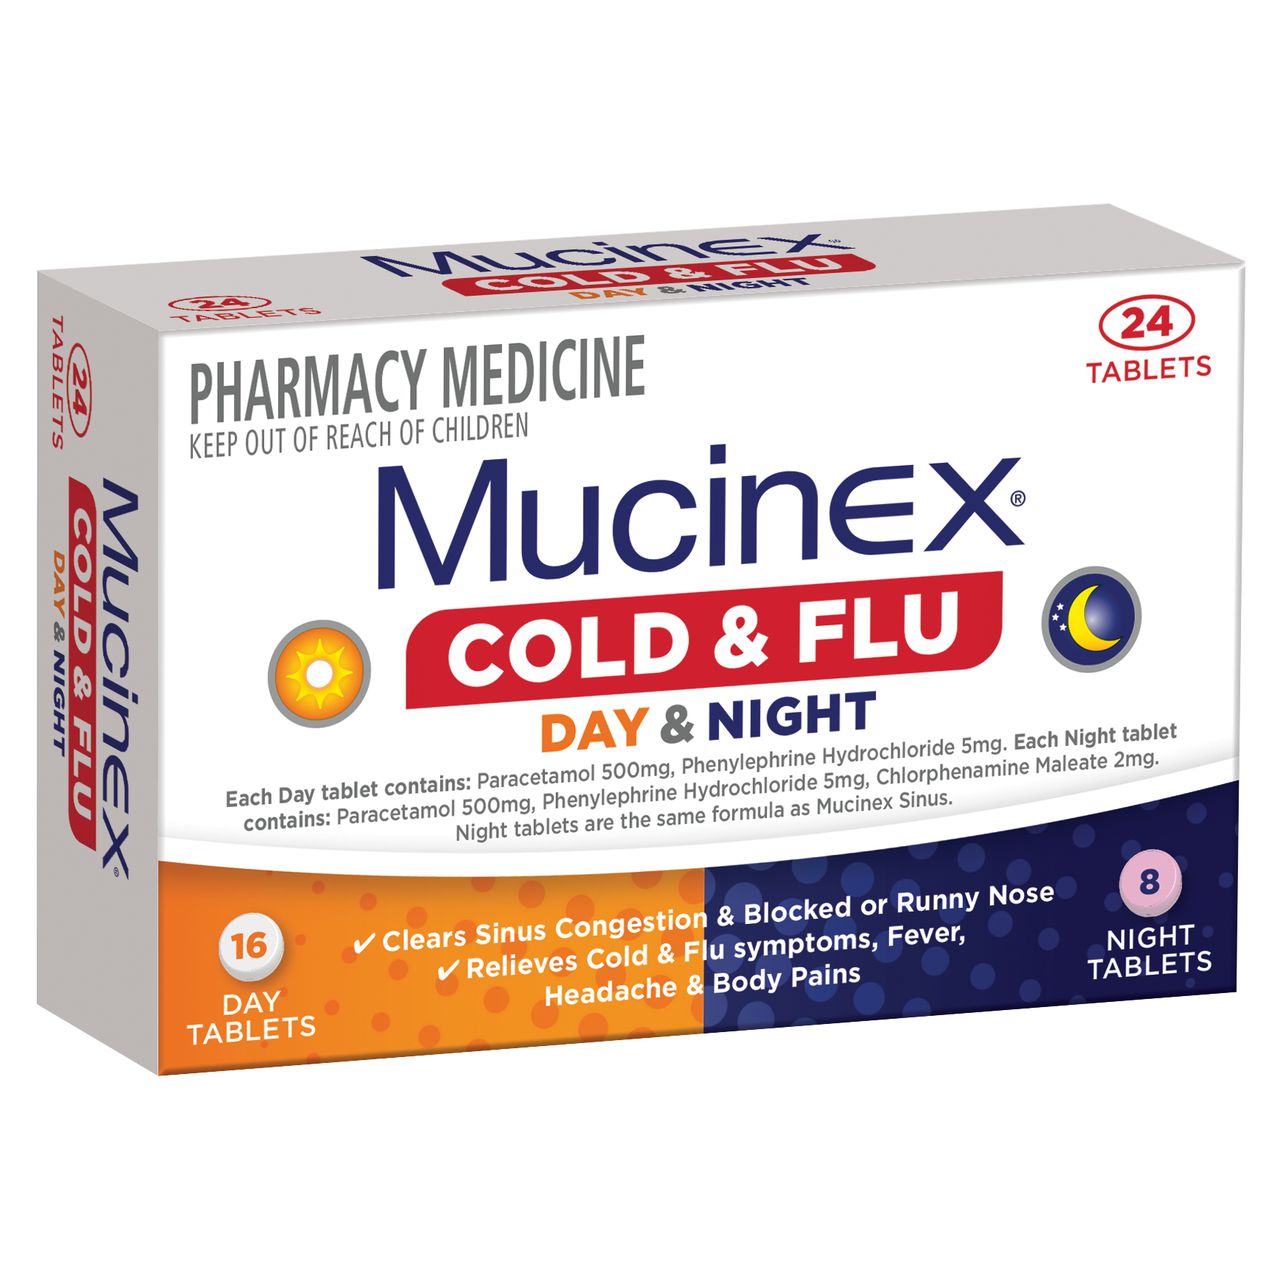 Mucinex®
COLD & FLU
DAY & NIGHT
24
TABLETS
24
TABLETS
Mucinex®
COLD & FLU
DAY & NIGHT
PHARMACY MEDICINE
KEEP OUT OF REACH OF CHILDREN
24
TABLETS
Mucinex®
COLD & FLU
DAY & NIGHT
Each Day tablet contains: Paracetamol 500mg, Phenylephrine Hydrochloride 5mg. Each Night tablet
contains: Paracetamol 500mg, Phenylephrine Hydrochloride 5mg, Chlorphenamine Maleate 2mg.
Night tablets are the same formula as Mucinex Sinus.
16
DAY
TABLETS
✓ Clears Sinus Congestion & Blocked or Runny Nose
✓ Relieves Cold & Flu symptoms, Fever,
Headache & Body Pains
8
NIGHT
TABLETS